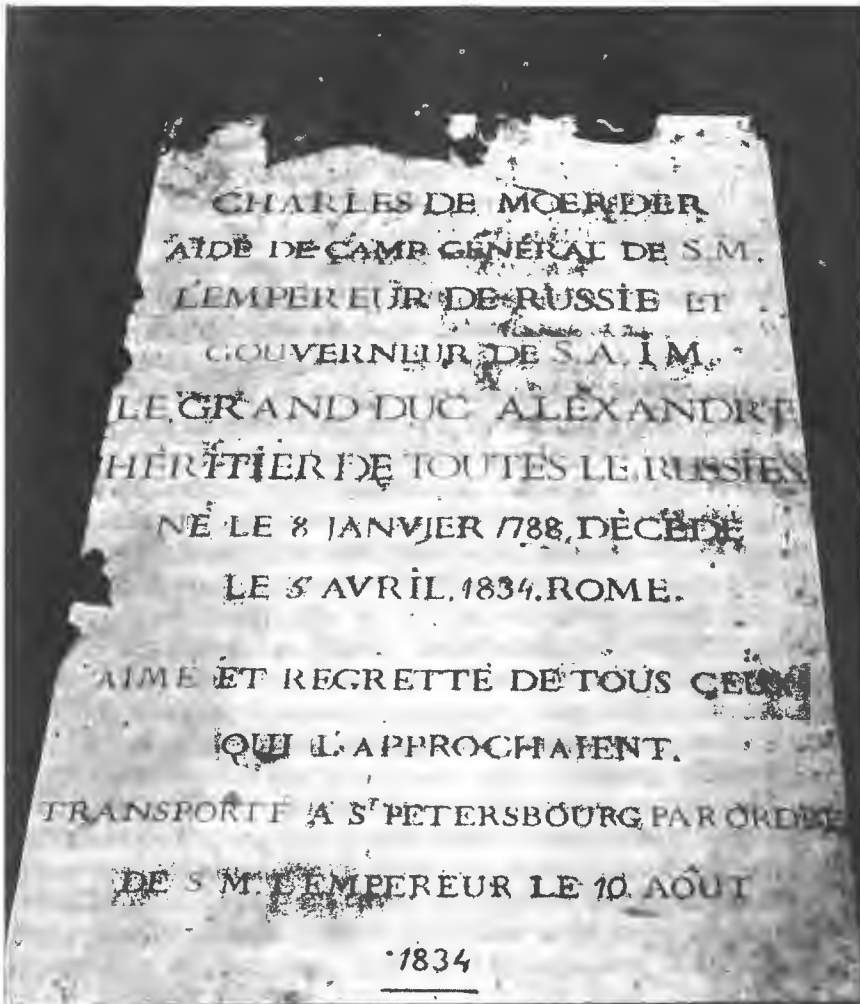 CHARLES DE MOERDER
AIDE DE CAMP GÉNÉRAL DE S.M.
L'EMPEREUR DE RUSSIE ET
GOUVERNEUR DE S.A. IM.
LE GRAND DUC ALEXANDRE
HÉRITIER DE TOUTES LE RUSSIES
NÉ LE 8 JANVIER 1788, DÉCÉDÉ
LE 5 AVRIL. 1834. ROME.
AIMÉ ET REGRETTÉ DE TOUS CEUX
QUI L'APPROCHAIENT.
TRANSPORTÉ A Sᵀ PETERSBOURG PAR ORDRE
DE S M. L'EMPEREUR LE 10 AOÛT
1834